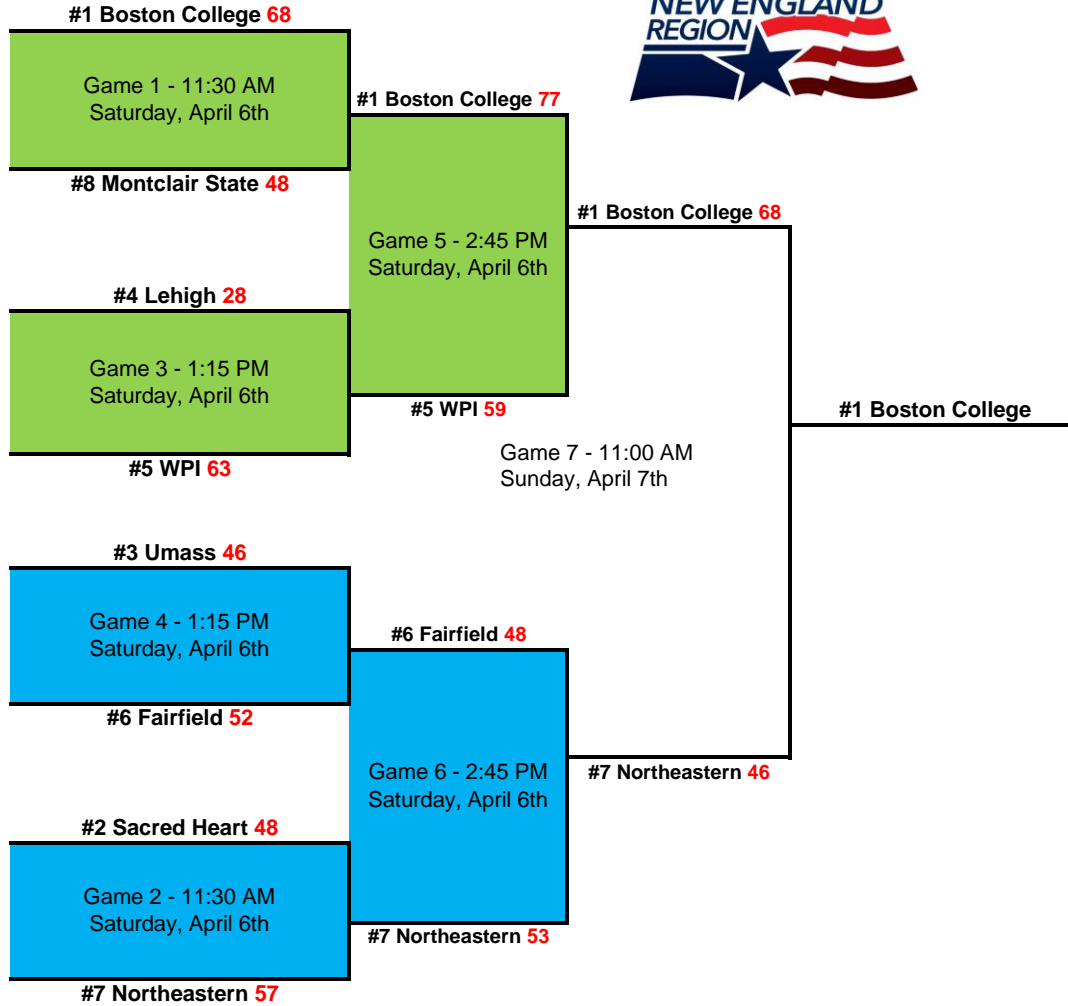 NEW ENGLAND
REGION
#1 Boston College 68
Game 1 - 11:30 AM
Saturday, April 6th
#8 Montclair State 48
#1 Boston College 77
Game 5 - 2:45 PM
Saturday, April 6th
#4 Lehigh 28
Game 3 - 1:15 PM
Saturday, April 6th
#5 WPI 63
#5 WPI 59
#1 Boston College 68
Game 7 - 11:00 AM
Sunday, April 7th
#1 Boston College
#3 Umass 46
Game 4 - 1:15 PM
Saturday, April 6th
#6 Fairfield 52
#6 Fairfield 48
Game 6 - 2:45 PM
Saturday, April 6th
#7 Northeastern 46
#2 Sacred Heart 48
Game 2 - 11:30 AM
Saturday, April 6th
#7 Northeastern 57
#7 Northeastern 53